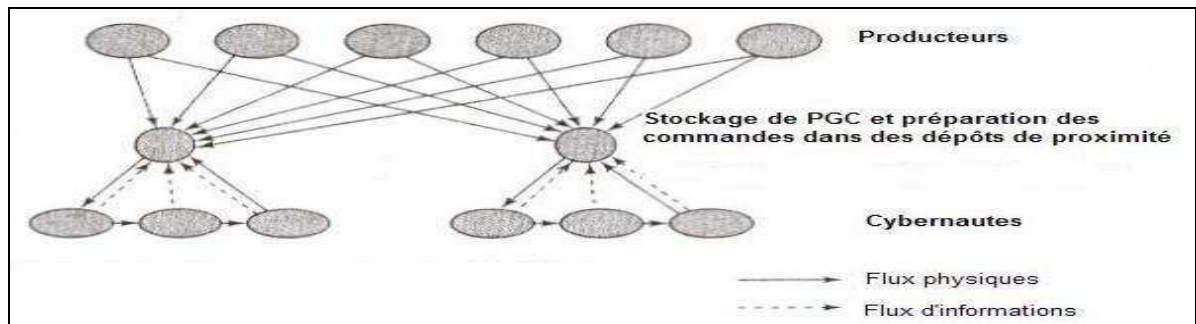 Producteurs
Stockage de PGC et préparation des
commandes dans des dépôts de proximité
Cybernautes
Flux physiques
Flux d'informations